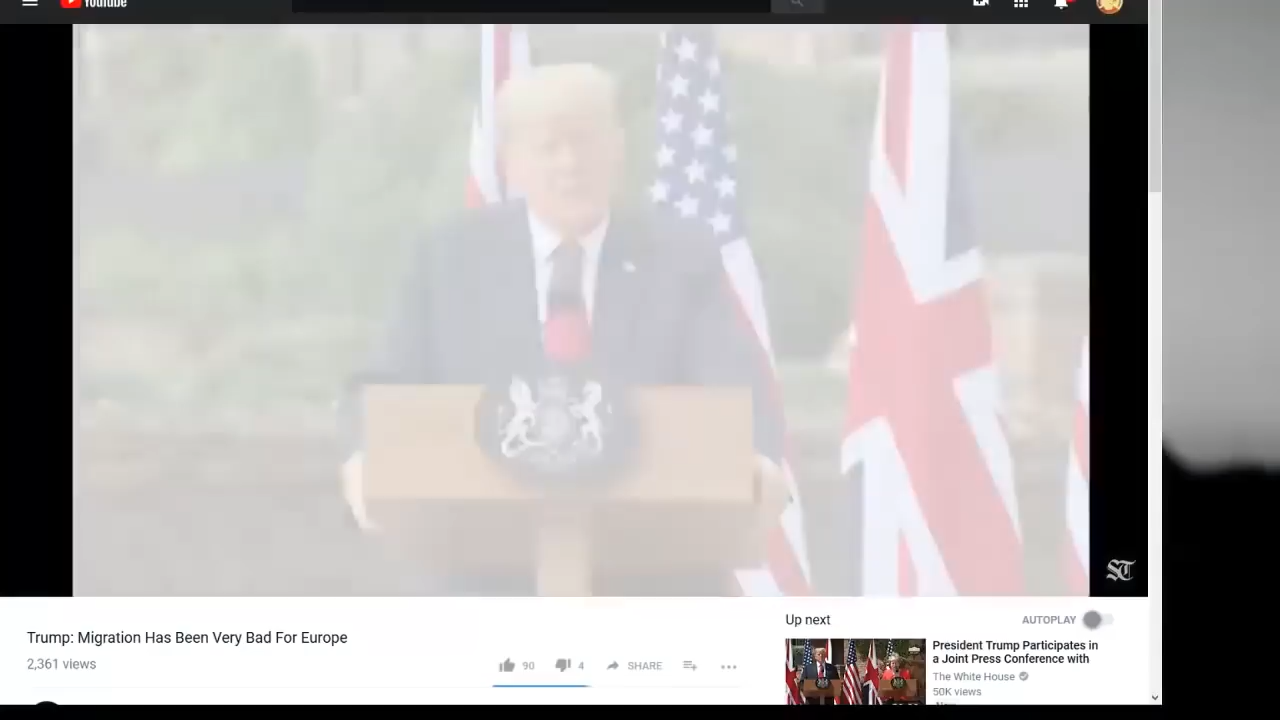 YouTube
ST
Trump: Migration Has Been Very Bad For Europe
2,361 views
90
4
SHARE
Up next
AUTOPLAY
President Trump Participates in
a Joint Press Conference with
The White House
50K views